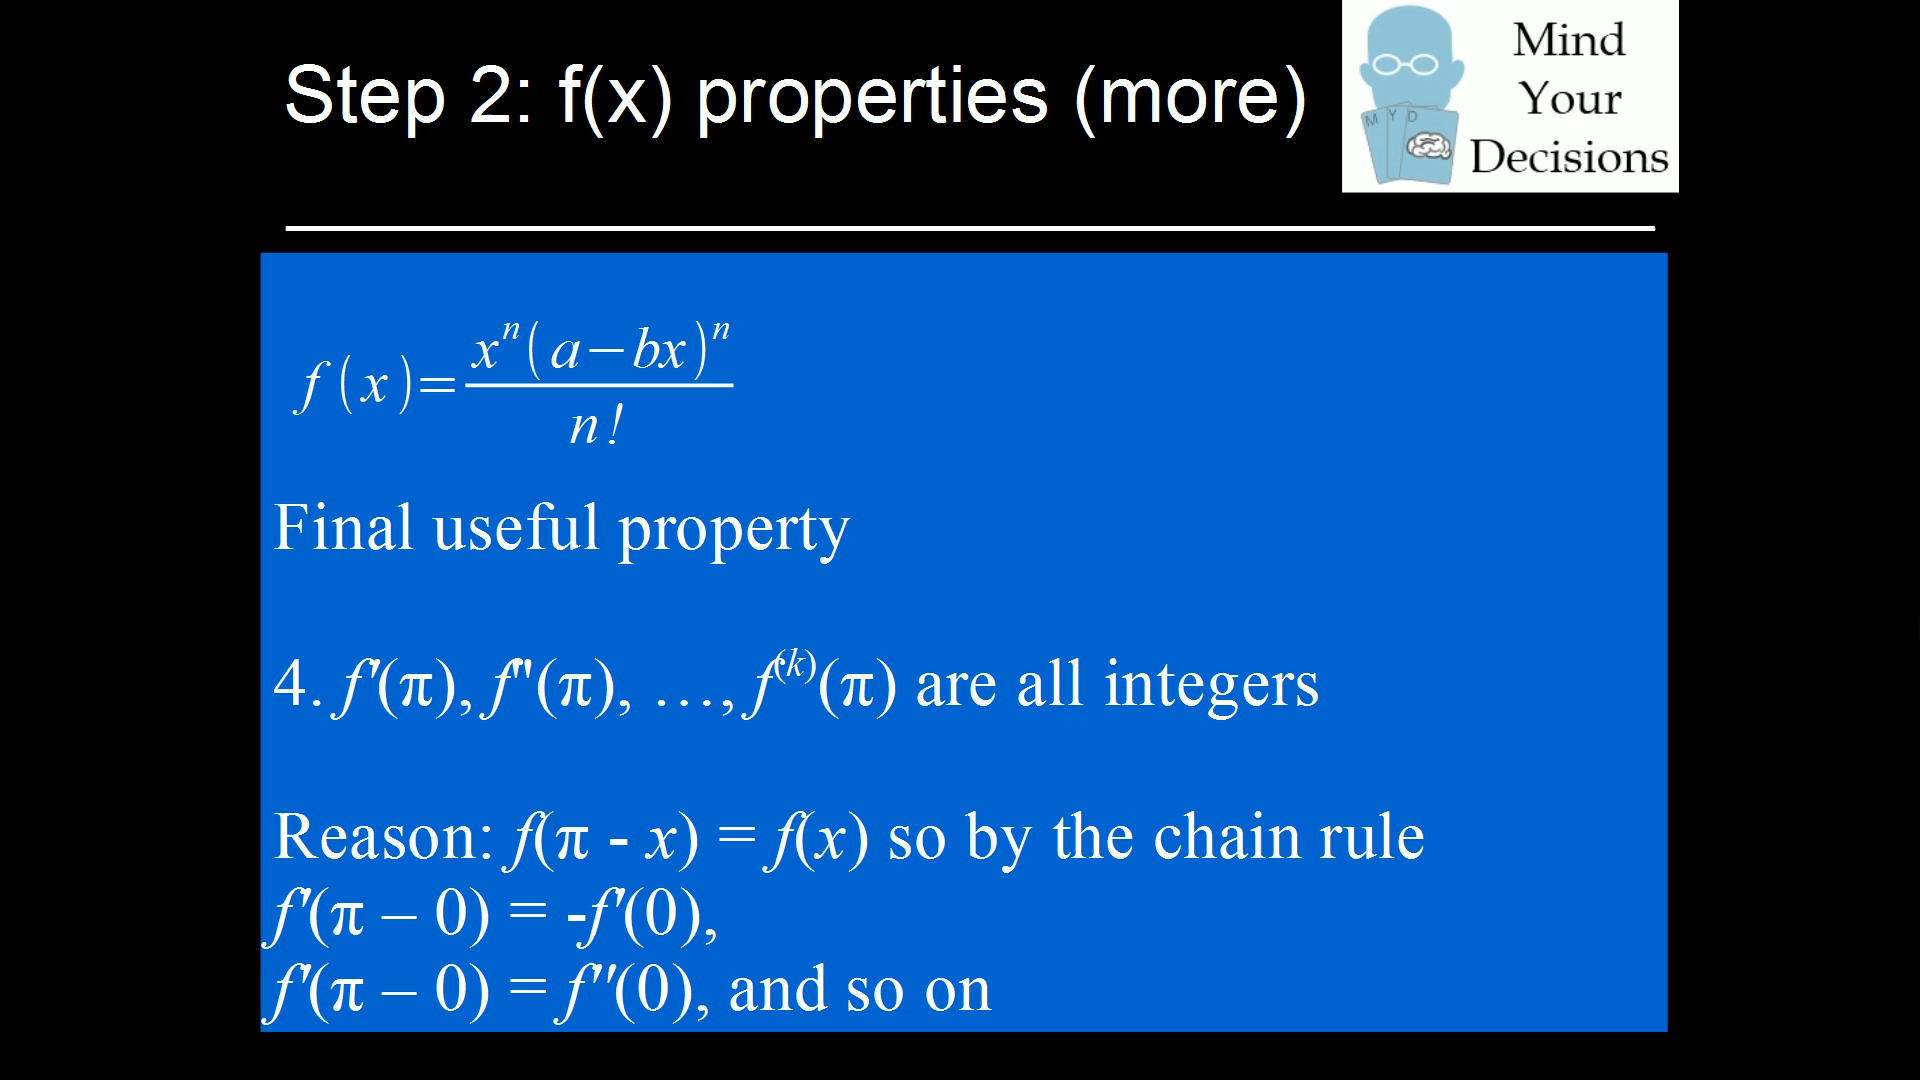 Step 2: f(x) properties (more)
Mind
Your
Decisions
M Y D
f(x)=\frac{x^n(a-bx)^n}{n!}
Final useful property
4. f'(π), f''(π), …, f^{(k)}(π) are all integers
Reason: f(π - x) = f(x) so by the chain rule
f'(π – 0) = -f'(0),
f'(π – 0) = f''(0), and so on